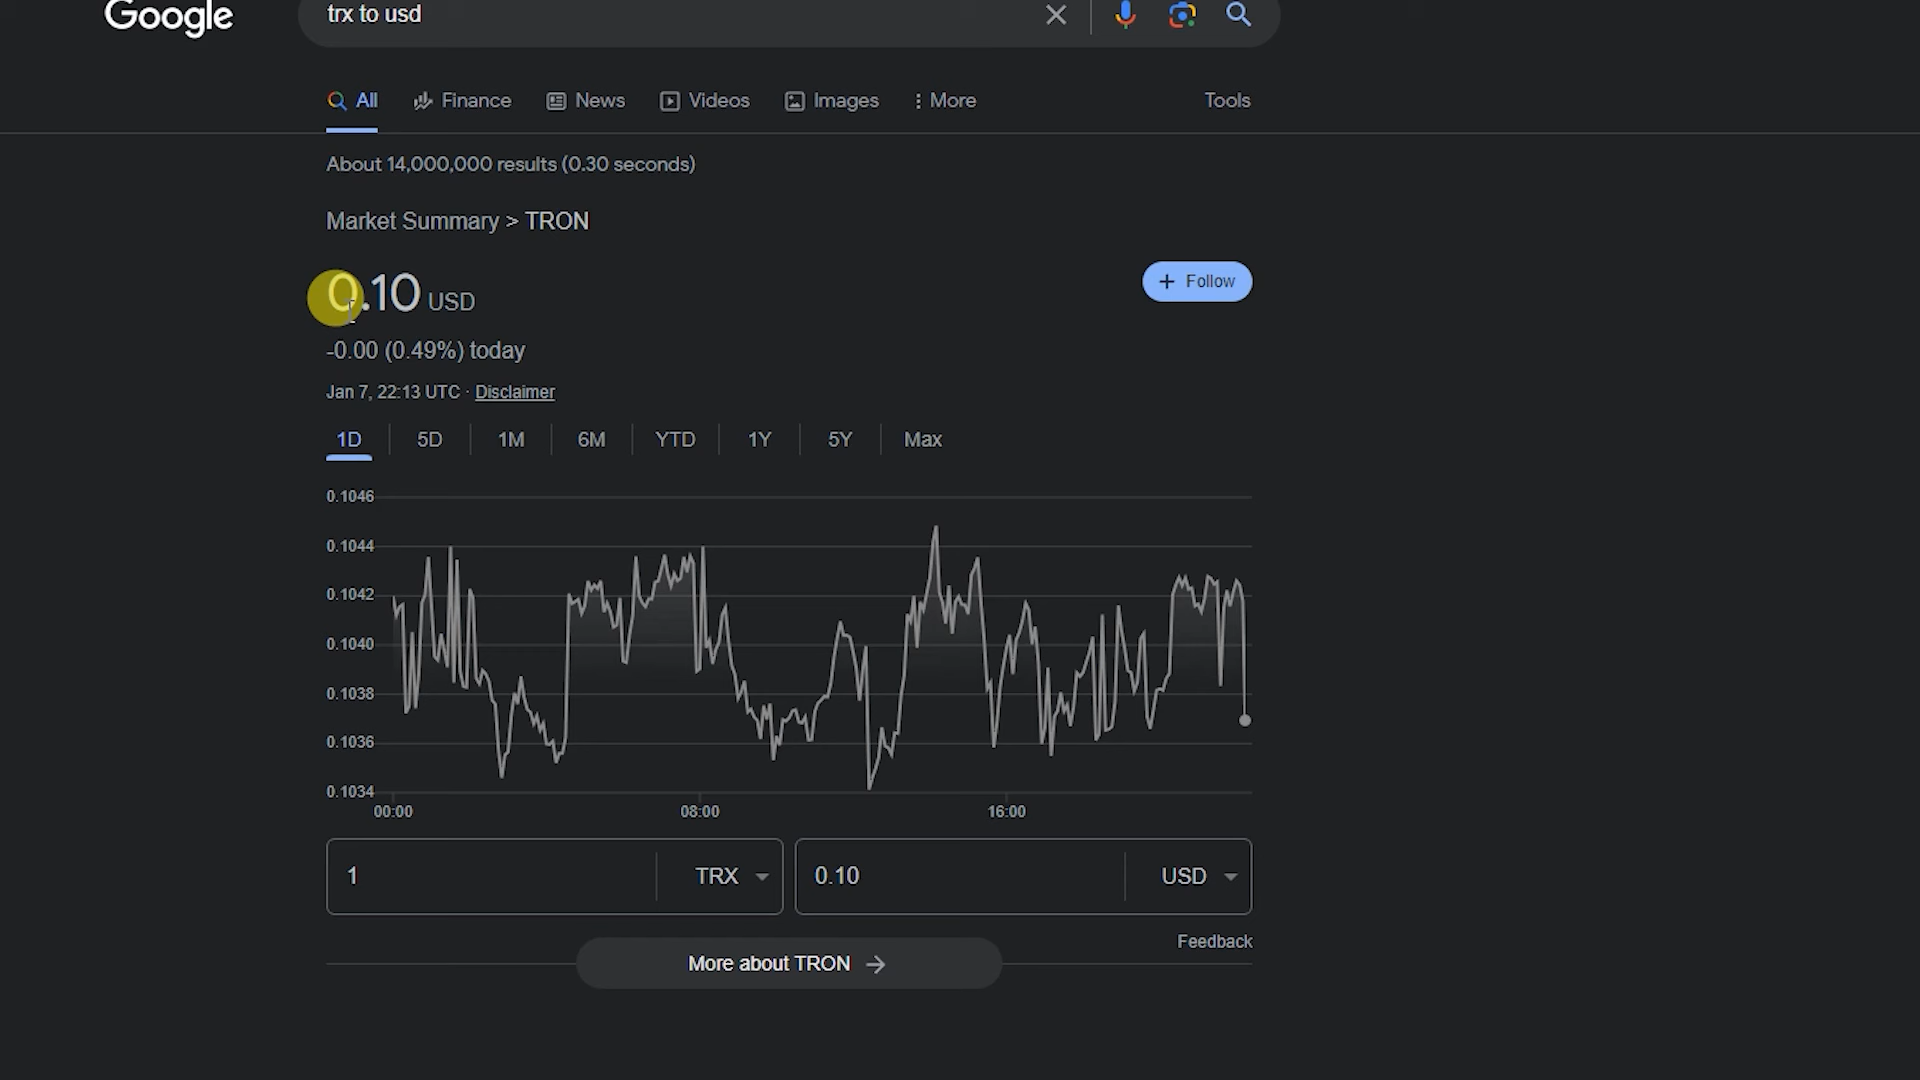 Google
trx to usd
All Finance News Videos Images More Tools
About 14,000,000 results (0.30 seconds)
Market Summary > TRON
0.10 USD
+ Follow
-0.00 (0.49%) today
Jan 7, 22:13 UTC · Disclaimer
1D 5D 1M 6M YTD 1Y 5Y Max
0.1046
0.1044
0.1042
0.1040
0.1038
0.1036
0.1034
00:00 08:00 16:00
1 TRX 0.10 USD
Feedback
More about TRON →